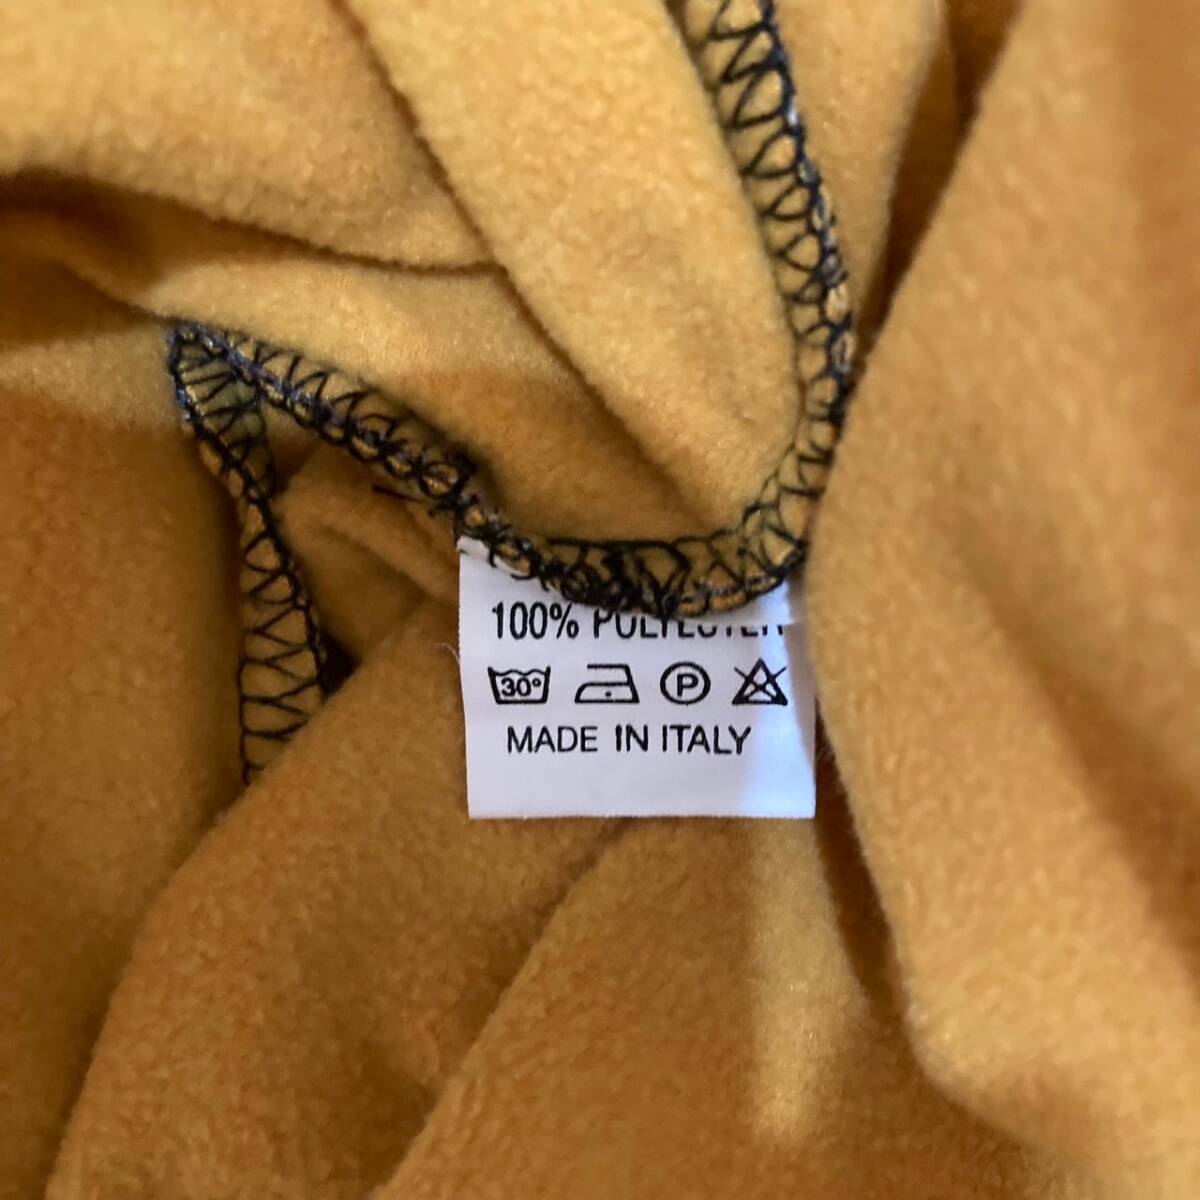 100% POLYESTER
30° P
MADE IN ITALY